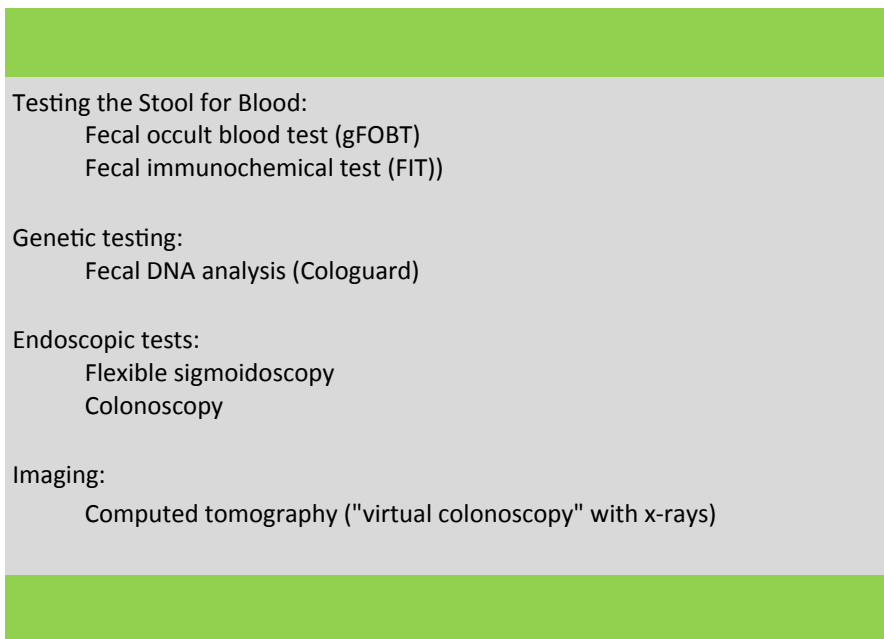 Testing the Stool for Blood:
Fecal occult blood test (gFOBT)
Fecal immunochemical test (FIT))
Genetic testing:
Fecal DNA analysis (Cologuard)
Endoscopic tests:
Flexible sigmoidoscopy
Colonoscopy
Imaging:
Computed tomography ("virtual colonoscopy" with x-rays)